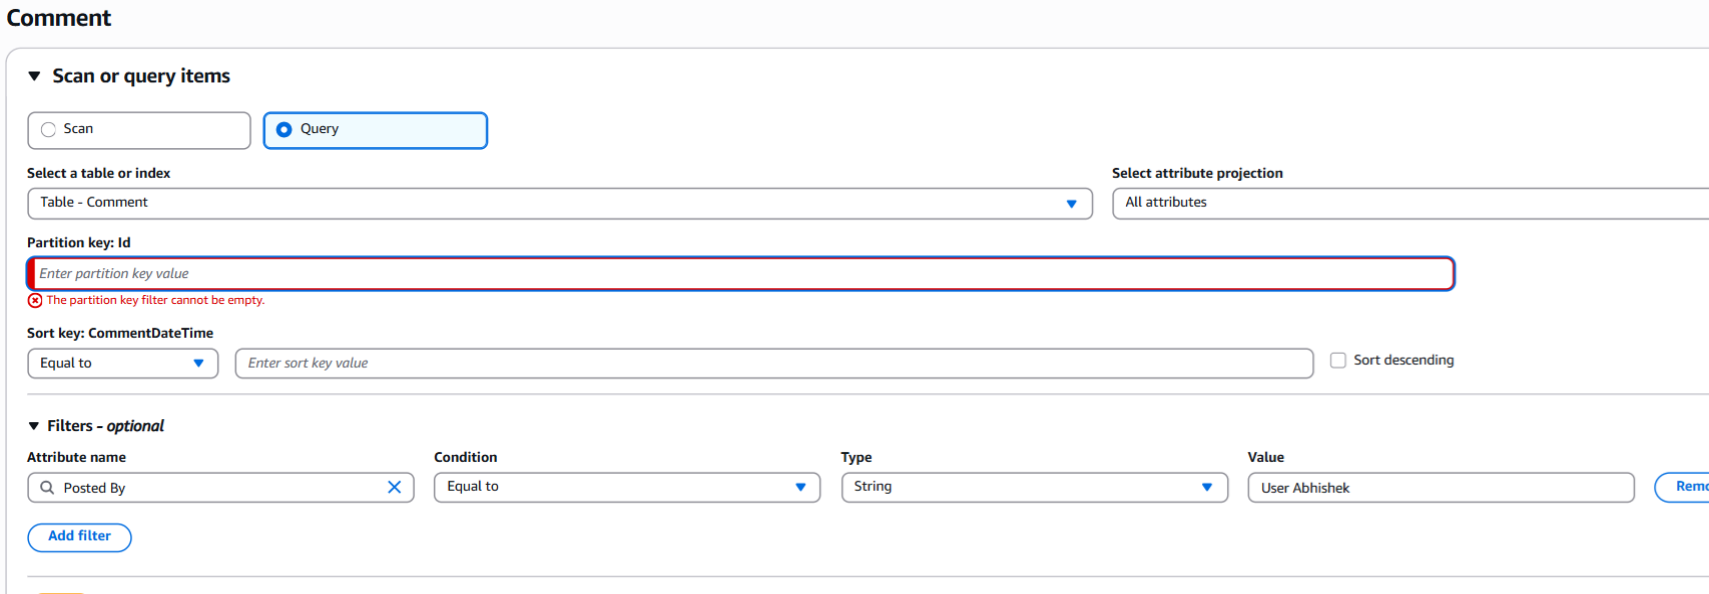 Comment
Scan or query items
Scan
Query
Select a table or index
Select attribute projection
Table - Comment
All attributes
Partition key: Id
Enter partition key value
The partition key filter cannot be empty.
Sort key: CommentDateTime
Equal to
Enter sort key value
Sort descending
Filters - optional
Attribute name
Condition
Type
Value
Posted By
Equal to
String
User Abhishek
Add filter